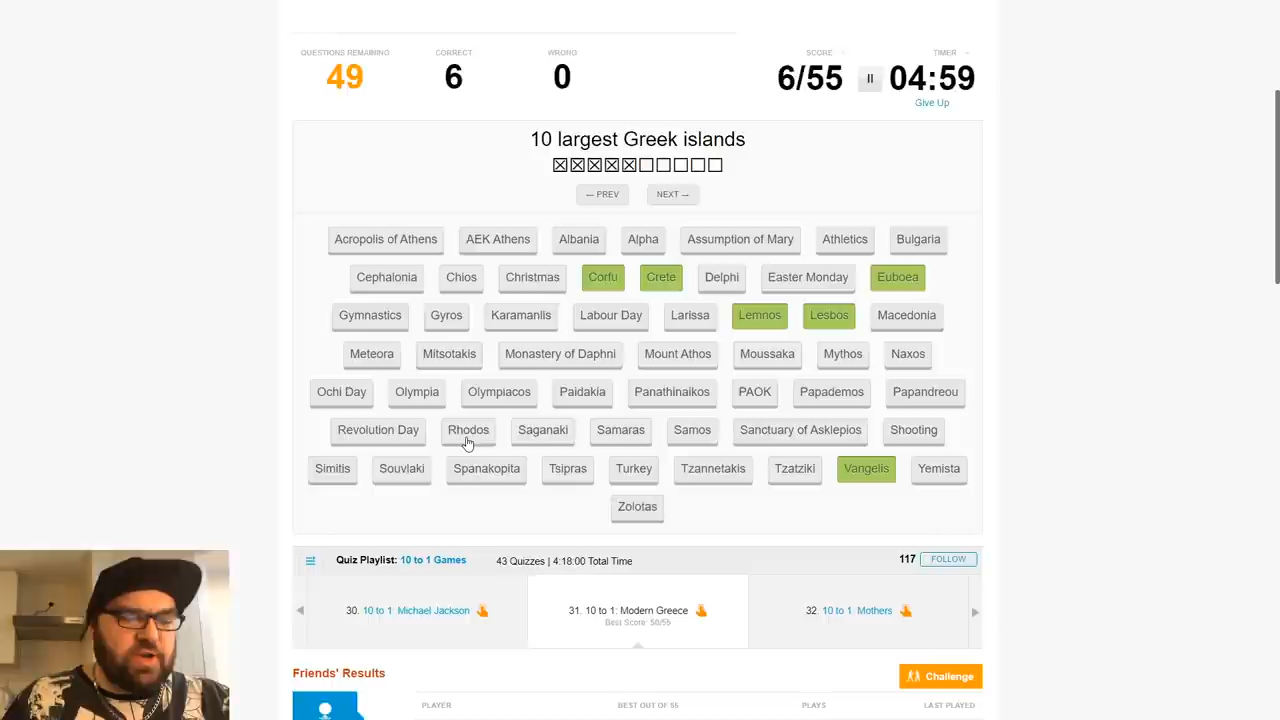 QUESTIONS REMAINING CORRECT WRONG SCORE TIMER
49 6 0 6/55 04:59
Give Up
10 largest Greek islands
PREV NEXT
Acropolis of Athens AEK Athens Albania Alpha Assumption of Mary Athletics Bulgaria
Cephalonia Chios Christmas Corfu Crete Delphi Easter Monday Euboea
Gymnastics Gyros Karamanlis Labour Day Larissa Lemnos Lesbos Macedonia
Meteora Mitsotakis Monastery of Daphni Mount Athos Moussaka Mythos Naxos
Ochi Day Olympia Olympiacos Paidakia Panathinaikos PAOK Papademos Papandreou
Revolution Day Rhodos Saganaki Samaras Samos Sanctuary of Asklepios Shooting
Simitis Souvlaki Spanakopita Tsipras Turkey Tzannetakis Tzatziki Vangelis Yemista
Zolotas
Quiz Playlist: 10 to 1 Games 43 Quizzes | 4:18:00 Total Time 117 FOLLOW
30. 10 to 1: Michael Jackson 31. 10 to 1: Modern Greece 32. 10 to 1: Mothers
Best Score: 50/55
Friends' Results Challenge
PLAYER BEST OUT OF 55 PLAYS LAST PLAYED